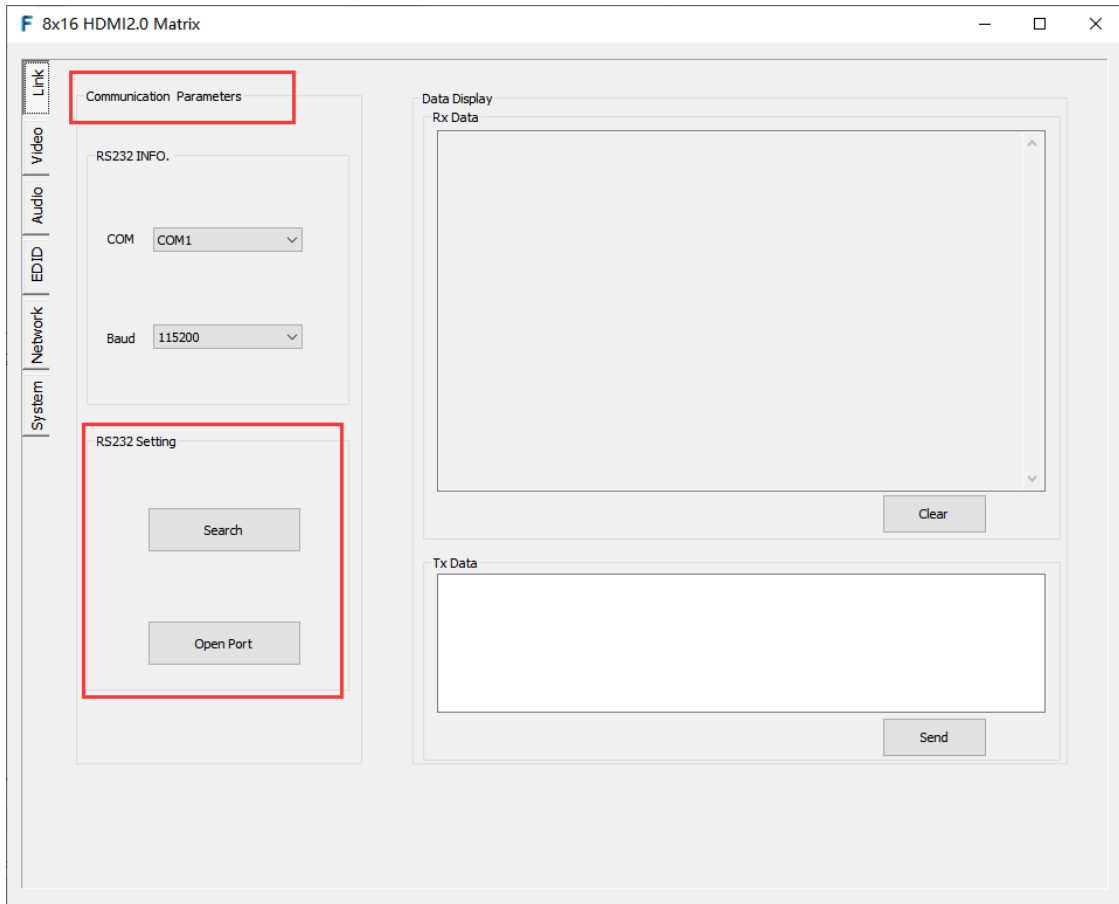 F 8x16 HDMI2.0 Matrix
Link
Video
Audio
EDID
Network
System
Communication Parameters
RS232 INFO.
COM COM1
Baud 115200
RS232 Setting
Search
Open Port
Data Display
Rx Data
Clear
Tx Data
Send